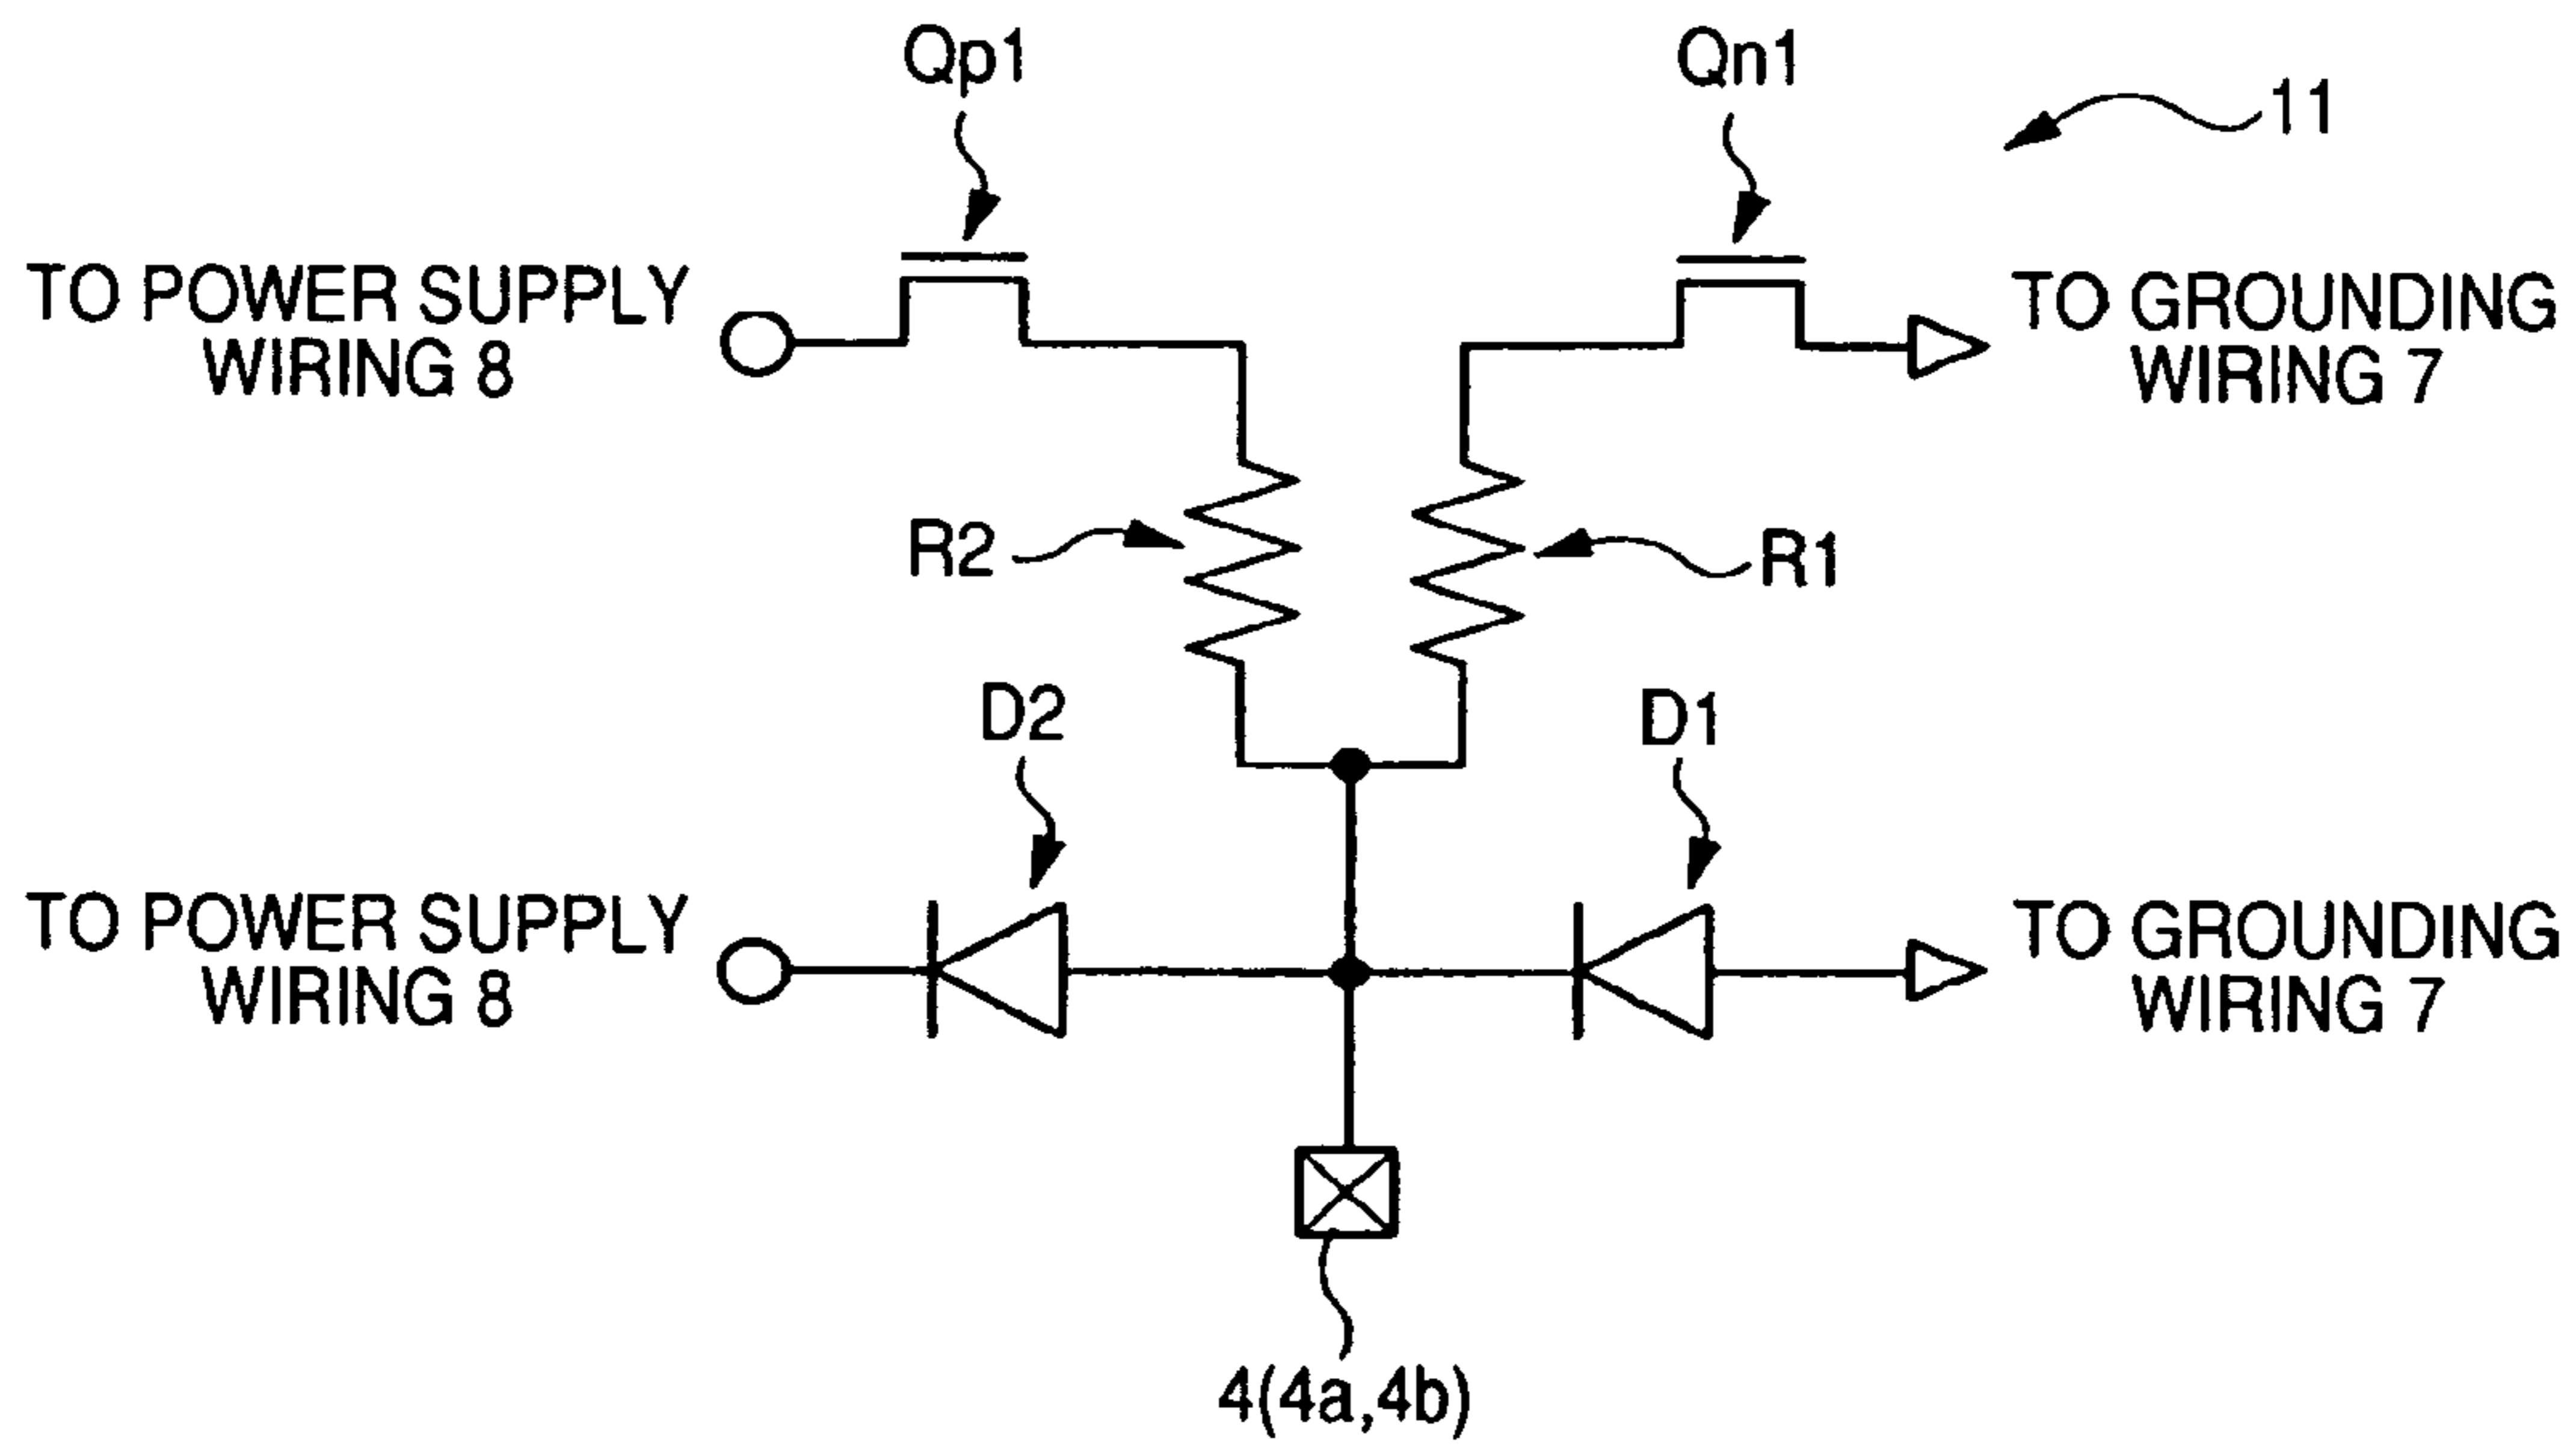 Qp1
Qn1
11
TO POWER SUPPLY
WIRING 8
TO GROUNDING
WIRING 7
R2
R1
D2
D1
TO POWER SUPPLY
WIRING 8
TO GROUNDING
WIRING 7
4(4a,4b)